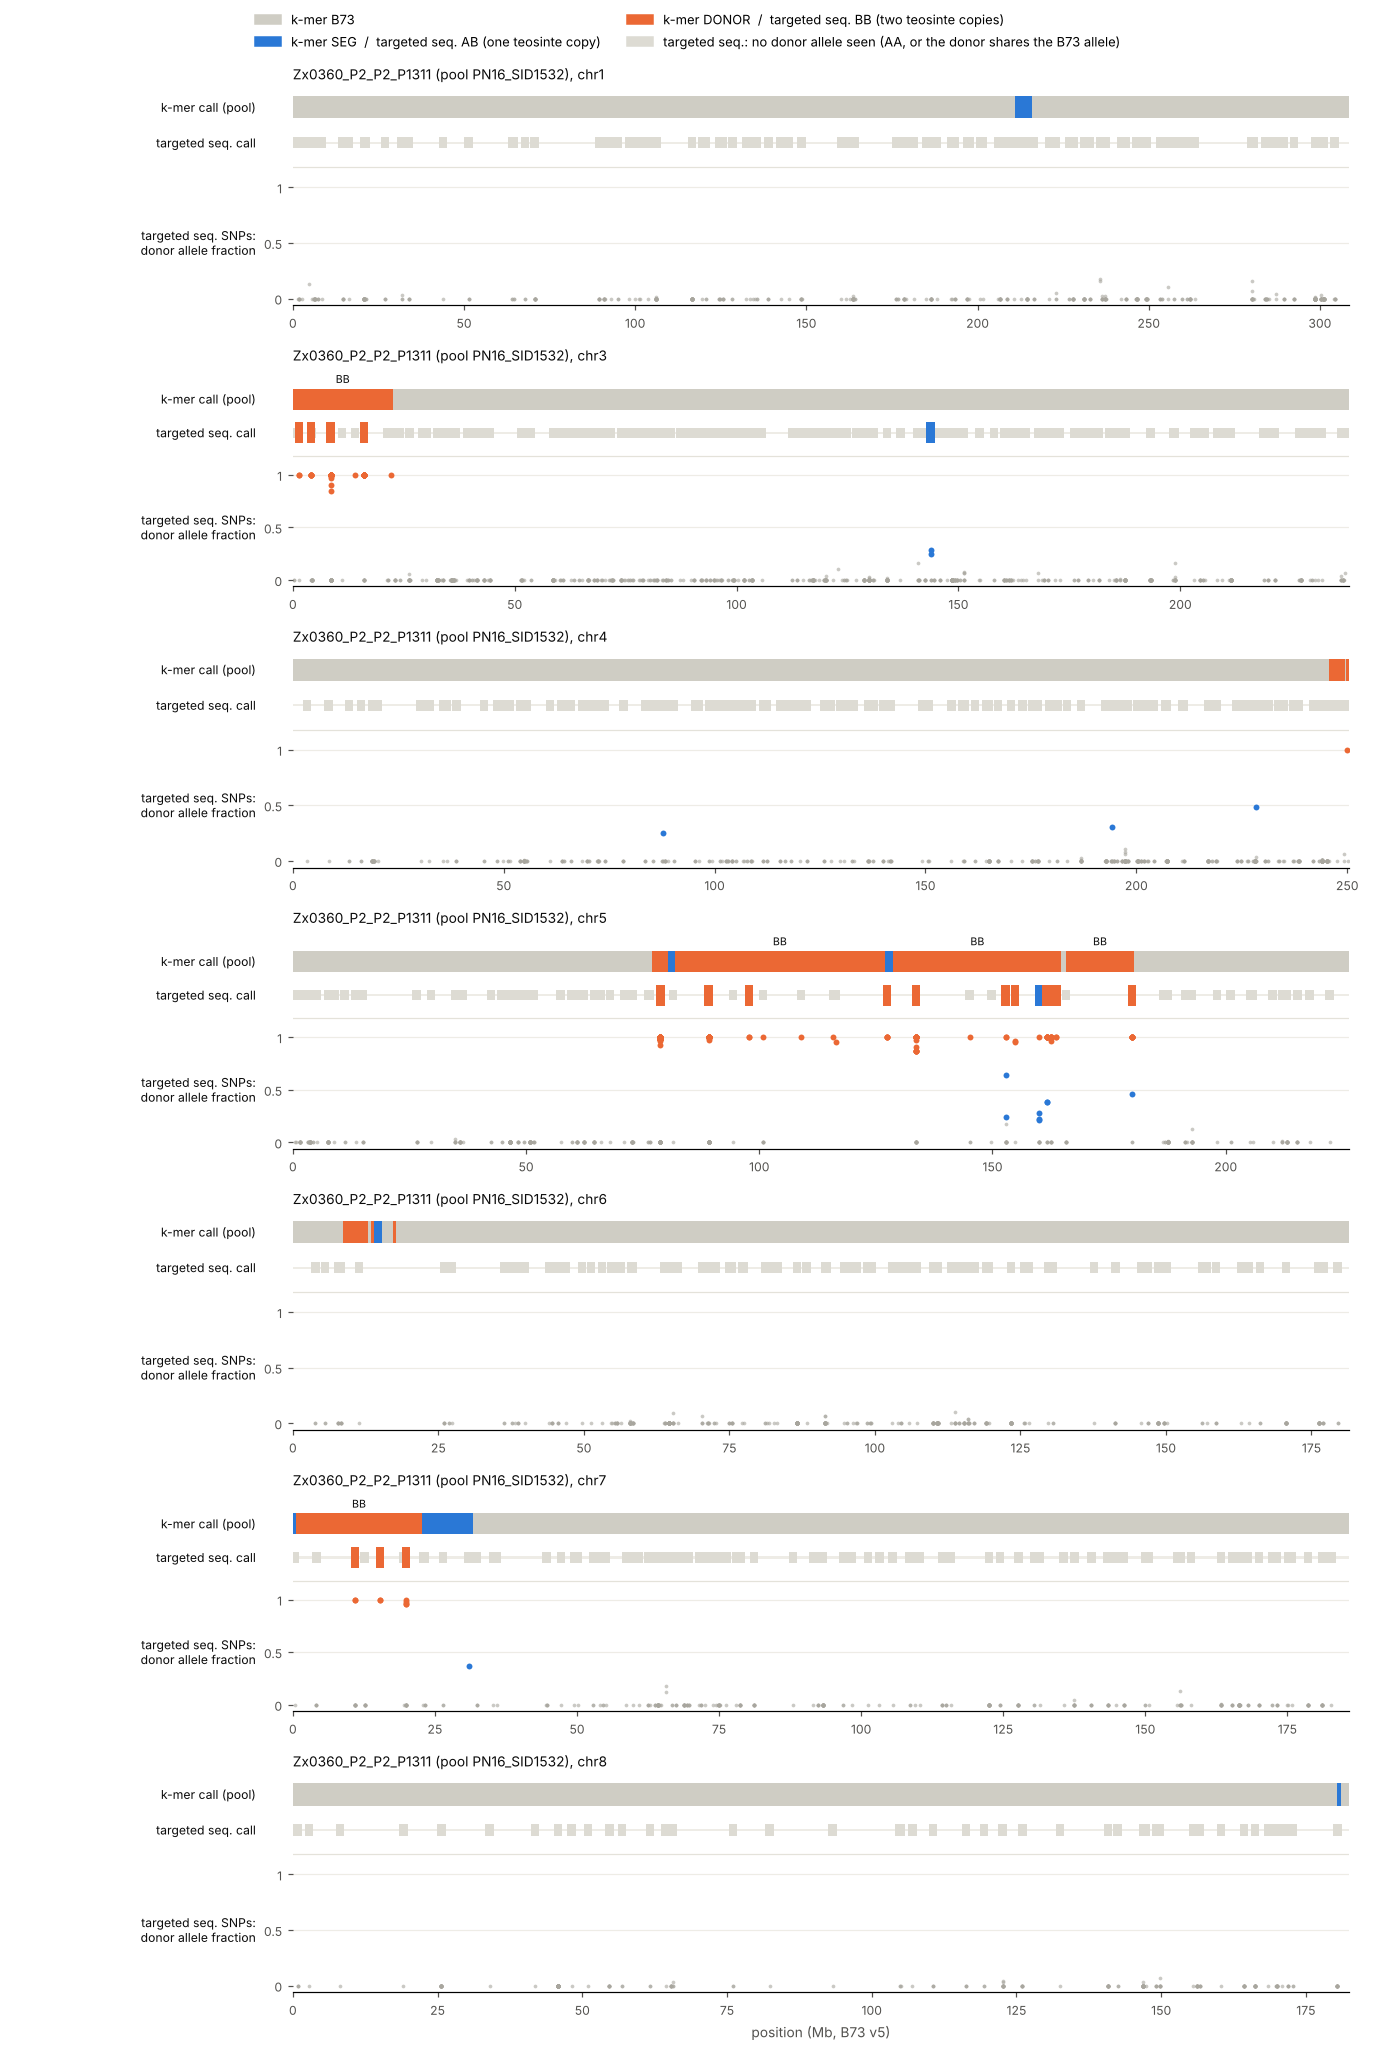 k-mer B73
k-mer DONOR / targeted seq. BB (two teosinte copies)
k-mer SEG / targeted seq. AB (one teosinte copy)
targeted seq.: no donor allele seen (AA, or the donor shares the B73 allele)
Zx0360_P2_P2_P1311 (pool PN16_SID1532), chr1
k-mer call (pool)
targeted seq. call
1
targeted seq. SNPs:
donor allele fraction
0.5
0
0 50 100 150 200 250 300
Zx0360_P2_P2_P1311 (pool PN16_SID1532), chr3
BB
k-mer call (pool)
targeted seq. call
1
targeted seq. SNPs:
donor allele fraction
0.5
0
0 50 100 150 200
Zx0360_P2_P2_P1311 (pool PN16_SID1532), chr4
k-mer call (pool)
targeted seq. call
1
targeted seq. SNPs:
donor allele fraction
0.5
0
0 50 100 150 200 250
Zx0360_P2_P2_P1311 (pool PN16_SID1532), chr5
BB BB BB
k-mer call (pool)
targeted seq. call
1
targeted seq. SNPs:
donor allele fraction
0.5
0
0 50 100 150 200
Zx0360_P2_P2_P1311 (pool PN16_SID1532), chr6
k-mer call (pool)
targeted seq. call
1
targeted seq. SNPs:
donor allele fraction
0.5
0
0 25 50 75 100 125 150 175
Zx0360_P2_P2_P1311 (pool PN16_SID1532), chr7
BB
k-mer call (pool)
targeted seq. call
1
targeted seq. SNPs:
donor allele fraction
0.5
0
0 25 50 75 100 125 150 175
Zx0360_P2_P2_P1311 (pool PN16_SID1532), chr8
k-mer call (pool)
targeted seq. call
1
targeted seq. SNPs:
donor allele fraction
0.5
0
0 25 50 75 100 125 150 175
position (Mb, B73 v5)